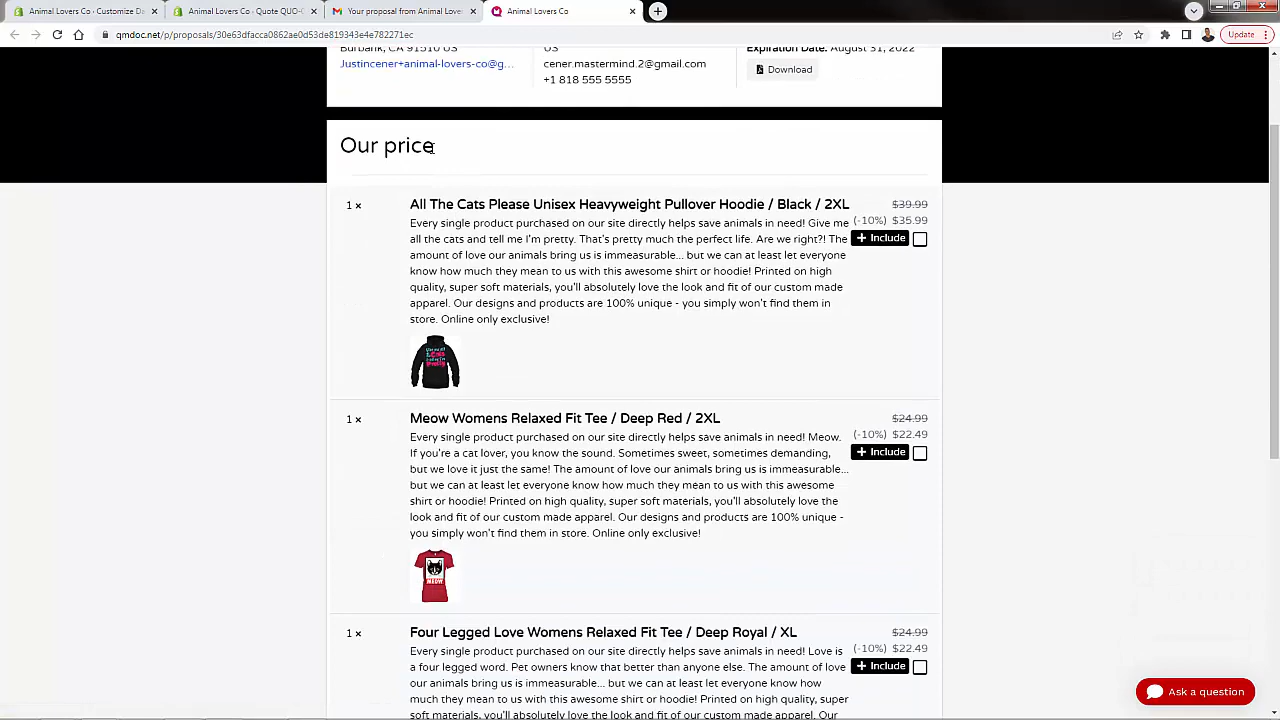 Animal Lovers Co · Customize Da
Animal Lovers Co · Quote QUO-0
Your proposal from Animal Lover
Animal Lovers Co
qmdoc.net/p/proposals/30e63dfacca0862ae0d53de819343e4e782271ec
Update
Burbank, CA 91510 US
Justincener+animal-lovers-co@g...
US
cener.mastermind.2@gmail.com
+1 818 555 5555
Expiration Date: August 31, 2022
Download
Our price
1 ×
All The Cats Please Unisex Heavyweight Pullover Hoodie / Black / 2XL
$39.99
(-10%) $35.99
+ Include
Every single product purchased on our site directly helps save animals in need! Give me
all the cats and tell me I'm pretty. That's pretty much the perfect life. Are we right?! The
amount of love our animals bring us is immeasurable... but we can at least let everyone
know how much they mean to us with this awesome shirt or hoodie! Printed on high
quality, super soft materials, you'll absolutely love the look and fit of our custom made
apparel. Our designs and products are 100% unique - you simply won't find them in
store. Online only exclusive!
1 ×
Meow Womens Relaxed Fit Tee / Deep Red / 2XL
$24.99
(-10%) $22.49
+ Include
Every single product purchased on our site directly helps save animals in need! Meow.
If you're a cat lover, you know the sound. Sometimes sweet, sometimes demanding,
but we love it just the same! The amount of love our animals bring us is immeasurable...
but we can at least let everyone know how much they mean to us with this awesome
shirt or hoodie! Printed on high quality, super soft materials, you'll absolutely love the
look and fit of our custom made apparel. Our designs and products are 100% unique -
you simply won't find them in store. Online only exclusive!
MEOW
1 ×
Four Legged Love Womens Relaxed Fit Tee / Deep Royal / XL
$24.99
(-10%) $22.49
+ Include
Every single product purchased on our site directly helps save animals in need! Love is
a four legged word. Pet owners know that better than anyone else. The amount of love
our animals bring us is immeasurable... but we can at least let everyone know how
much they mean to us with this awesome shirt or hoodie! Printed on high quality,
super soft materials, you'll absolutely love the look and fit of our custom made apparel. Our
Ask a question